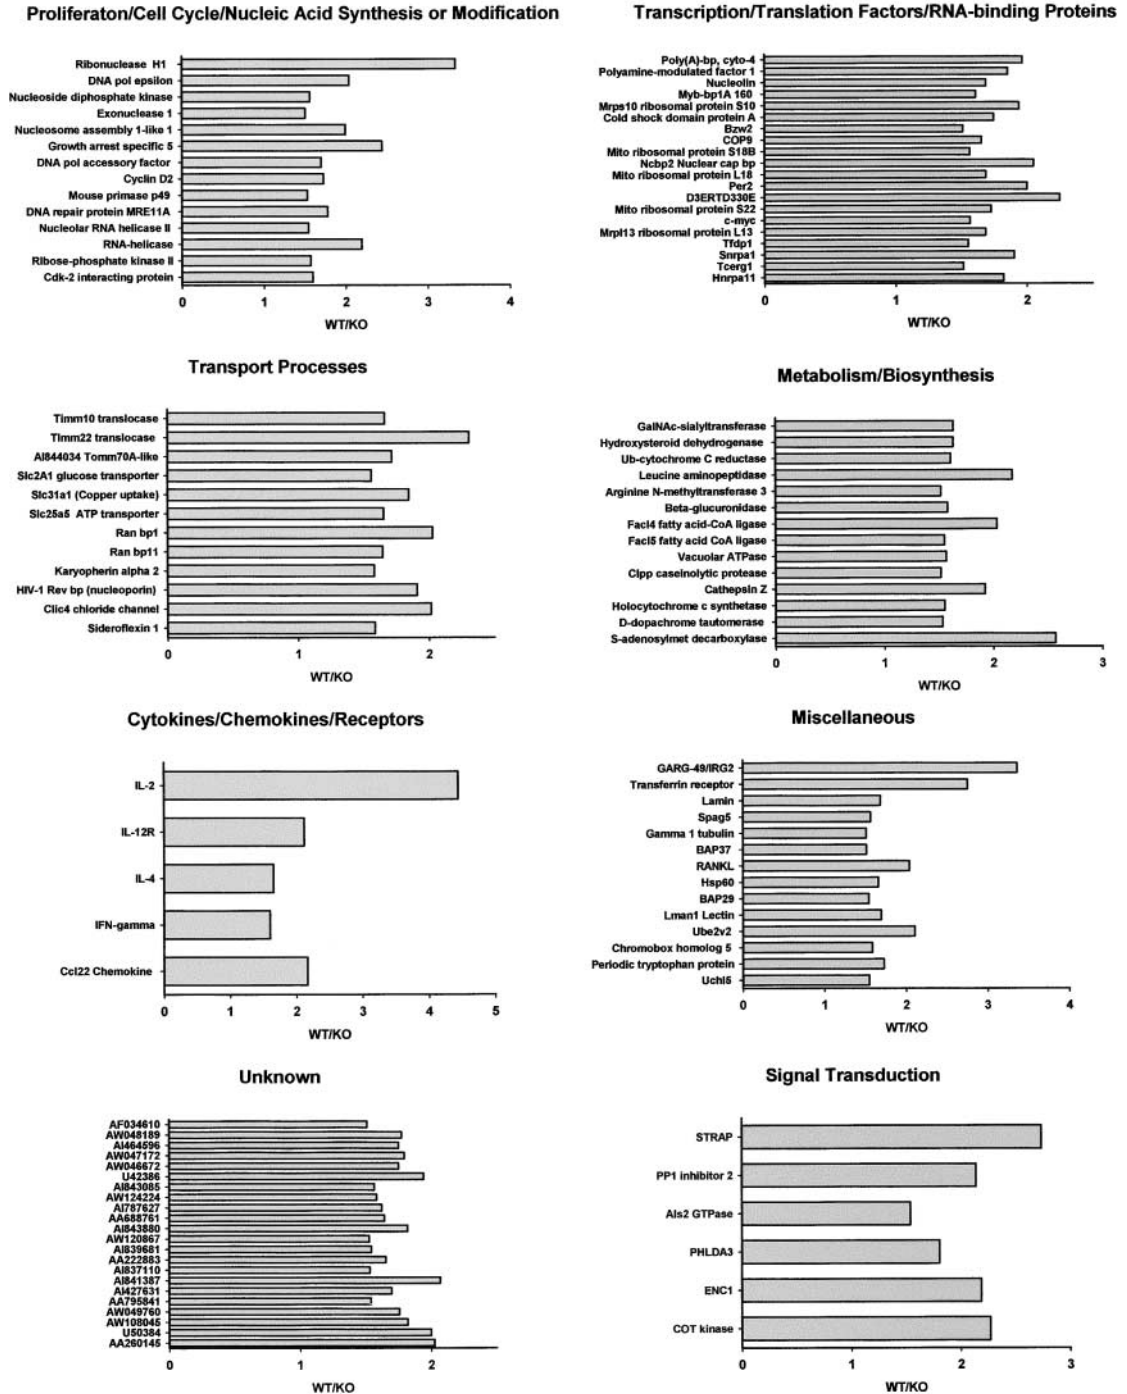 Proliferaton/Cell Cycle/Nucleic Acid Synthesis or Modification
Ribonuclease H1
DNA pol epsilon
Nucleoside diphosphate kinase
Exonuclease 1
Nucleosome assembly 1-like 1
Growth arrest specific 5
DNA pol accessory factor
Cyclin D2
Mouse primase p49
DNA repair protein MRE11A
Nucleolar RNA helicase II
RNA-helicase
Ribose-phosphate kinase II
Cdk-2 interacting protein
0 1 2 3 4
WT/KO
Transcription/Translation Factors/RNA-binding Proteins
Poly(A)-bp, cyto-4
Polyamine-modulated factor 1
Nucleolin
Myb-bp1A 160
Mrps10 ribosomal protein S10
Cold shock domain protein A
Bzw2
COP9
Mito ribosomal protein S18B
Ncbp2 Nuclear cap bp
Mito ribosomal protein L18
Per2
D3ERTD330E
Mito ribosomal protein S22
c-myc
Mrpl13 ribosomal protein L13
Tfdp1
Snrpa1
Tcerg1
Hnrpa11
0 1 2
WT/KO
Transport Processes
Timm10 translocase
Timm22 translocase
AI844034 Tomm70A-like
Slc2A1 glucose transporter
Slc31a1 (Copper uptake)
Slc25a5 ATP transporter
Ran bp1
Ran bp11
Karyopherin alpha 2
HIV-1 Rev bp (nucleoporin)
Clic4 chloride channel
Sideroflexin 1
0 1 2
WT/KO
Metabolism/Biosynthesis
GalNAc-sialyltransferase
Hydroxysteroid dehydrogenase
Ub-cytochrome C reductase
Leucine aminopeptidase
Arginine N-methyltransferase 3
Beta-glucuronidase
Facl4 fatty acid-CoA ligase
Facl5 fatty acid CoA ligase
Vacuolar ATPase
Clpp caseinolytic protease
Cathepsin Z
Holocytochrome c synthetase
D-dopachrome tautomerase
S-adenosylmet decarboxylase
0 1 2 3
WT/KO
Cytokines/Chemokines/Receptors
IL-2
IL-12R
IL-4
IFN-gamma
Ccl22 Chemokine
0 1 2 3 4 5
WT/KO
Miscellaneous
GARG-49/IRG2
Transferrin receptor
Lamin
Spag5
Gamma 1 tubulin
BAP37
RANKL
Hsp60
BAP29
Lman1 Lectin
Ube2v2
Chromobox homolog 5
Periodic tryptophan protein
Uchl5
0 1 2 3 4
WT/KO
Unknown
AF034610
AW048189
AI464596
AW047172
AW046672
U42386
AI843085
AW124224
AI787627
AA688761
AI843880
AW120867
AI839681
AA222883
AI837110
AI841387
AI427631
AA795841
AW049760
AW108045
U50384
AA260145
0 1 2
WT/KO
Signal Transduction
STRAP
PP1 inhibitor 2
Als2 GTPase
PHLDA3
ENC1
COT kinase
0 1 2 3
WT/KO